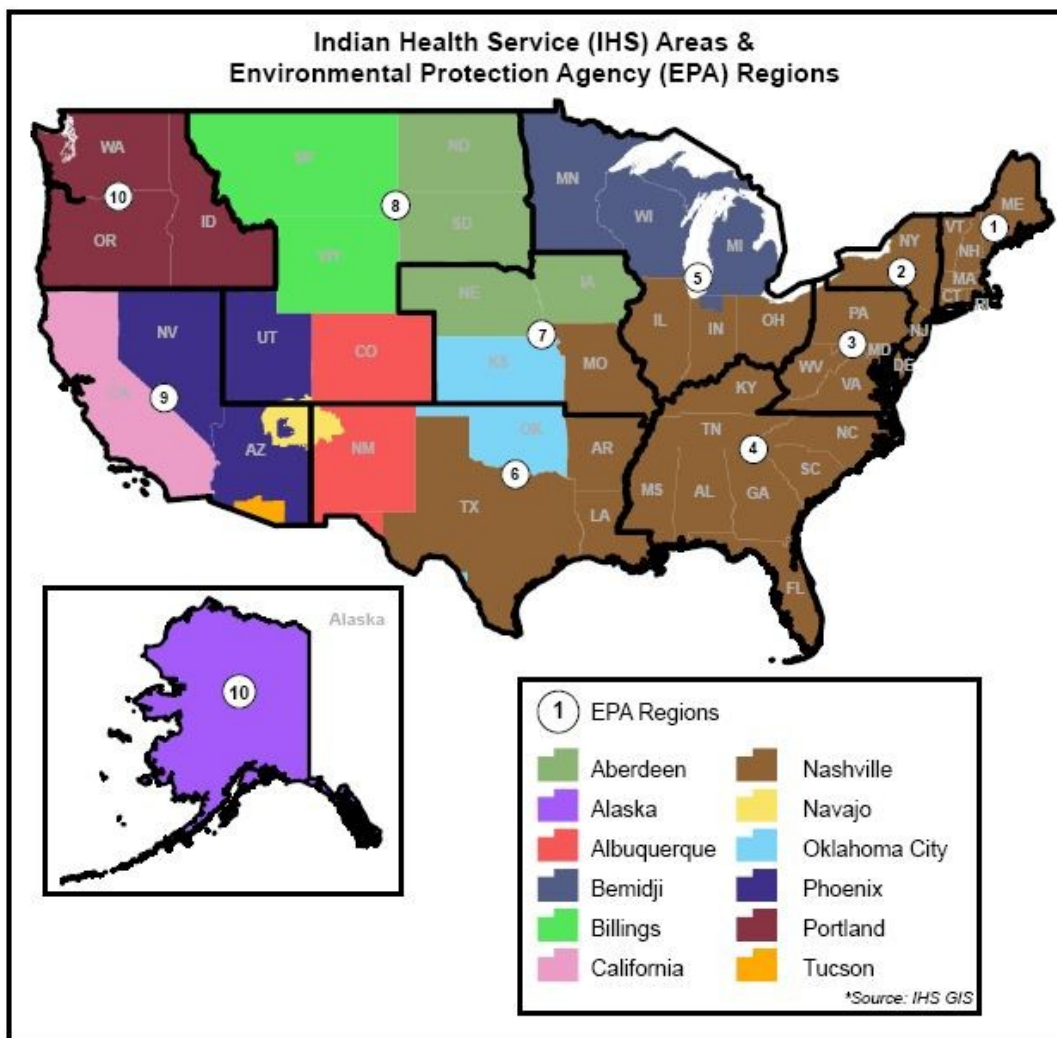 Indian Health Service (IHS) Areas &
Environmental Protection Agency (EPA) Regions
WA
MT
ND
MN
ME
10
8
VT
1
OR
ID
SD
WI
MI
NY
NH
WY
5
2
MA
CT
RI
NE
IA
NV
UT
CO
7
IL
IN
OH
PA
NJ
3
MD
DE
KS
MO
WV
VA
CA
9
KY
AZ
NM
OK
AR
TN
NC
6
4
SC
TX
MS
AL
GA
LA
FL
Alaska
10
1
EPA Regions
Aberdeen
Nashville
Alaska
Navajo
Albuquerque
Oklahoma City
Bemidji
Phoenix
Billings
Portland
California
Tucson
*Source: IHS GIS